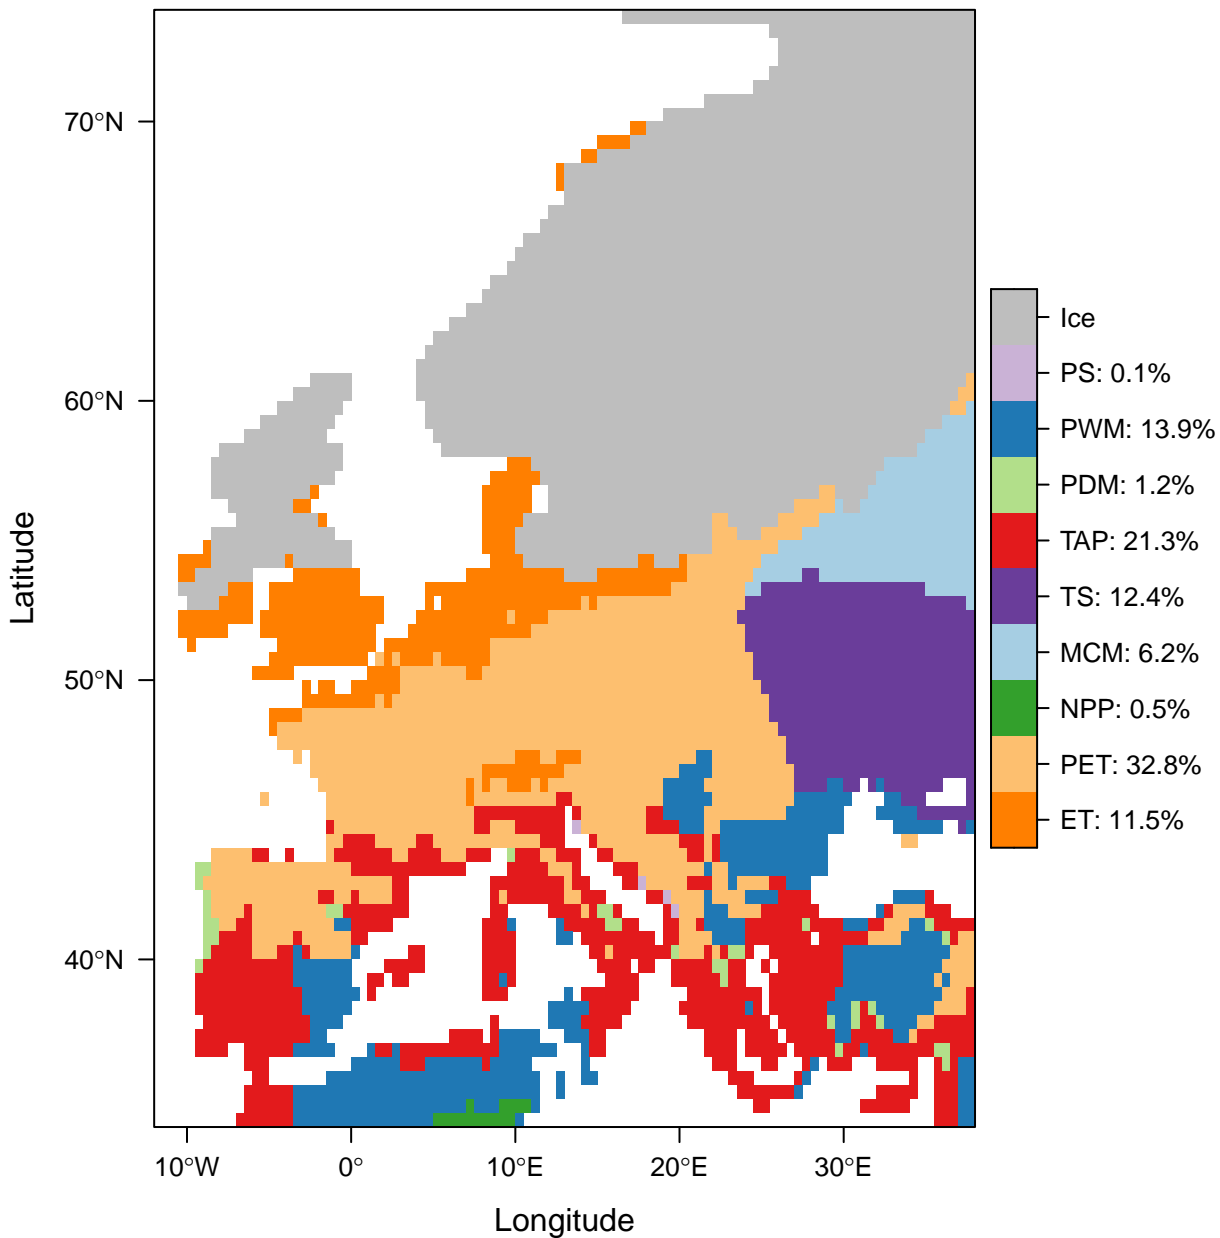 70°N
60°N
50°N
40°N
Latitude
10°W
0°
10°E
20°E
30°E
Longitude
Ice
PS: 0.1%
PWM: 13.9%
PDM: 1.2%
TAP: 21.3%
TS: 12.4%
MCM: 6.2%
NPP: 0.5%
PET: 32.8%
ET: 11.5%